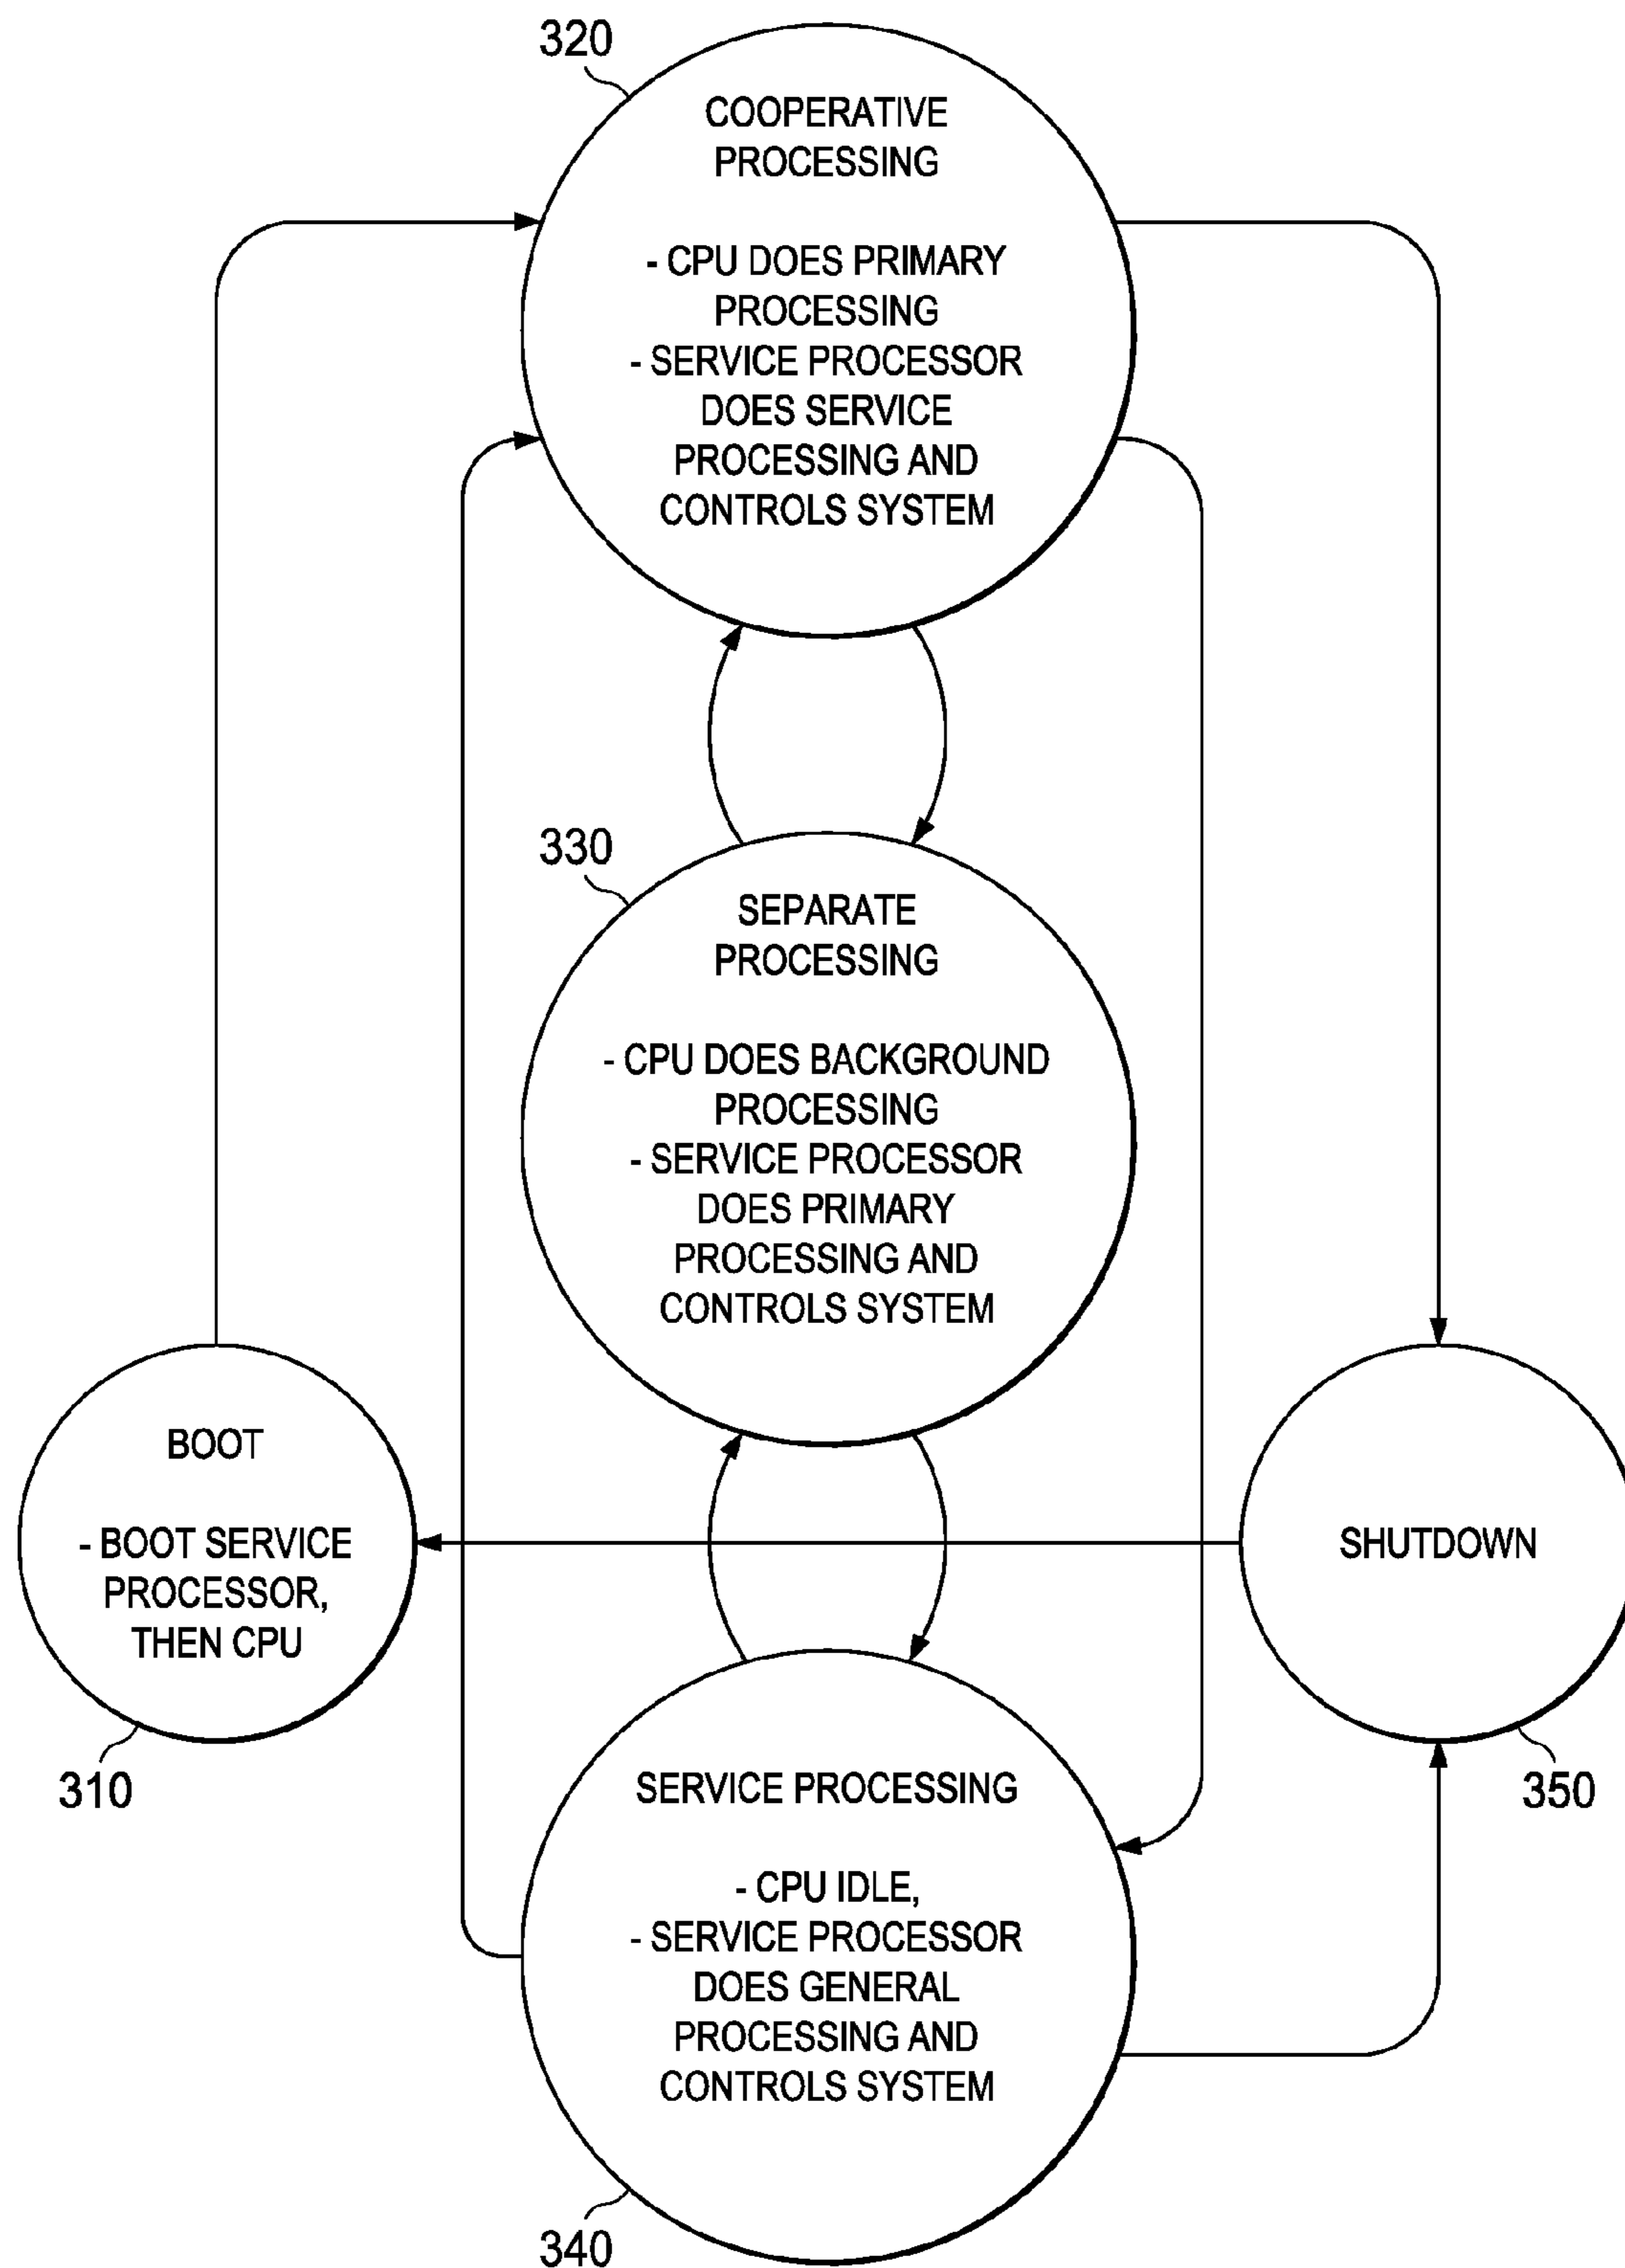 320
COOPERATIVE
PROCESSING
- CPU DOES PRIMARY
PROCESSING
- SERVICE PROCESSOR
DOES SERVICE
PROCESSING AND
CONTROLS SYSTEM
330
SEPARATE
PROCESSING
- CPU DOES BACKGROUND
PROCESSING
- SERVICE PROCESSOR
DOES PRIMARY
PROCESSING AND
CONTROLS SYSTEM
BOOT
- BOOT SERVICE
PROCESSOR,
THEN CPU
310
SHUTDOWN
350
SERVICE PROCESSING
- CPU IDLE,
- SERVICE PROCESSOR
DOES GENERAL
PROCESSING AND
CONTROLS SYSTEM
340